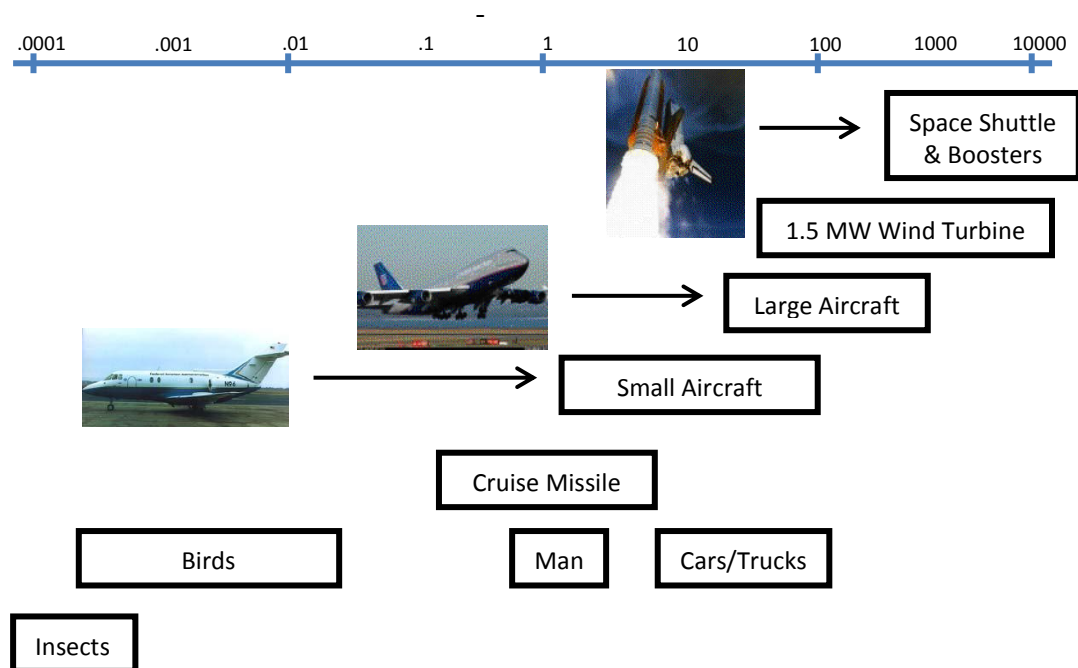 -
.0001 .001 .01 .1 1 10 100 1000 10000
Space Shuttle
& Boosters
1.5 MW Wind Turbine
Large Aircraft
Small Aircraft
Cruise Missile
Birds Man Cars/Trucks
Insects